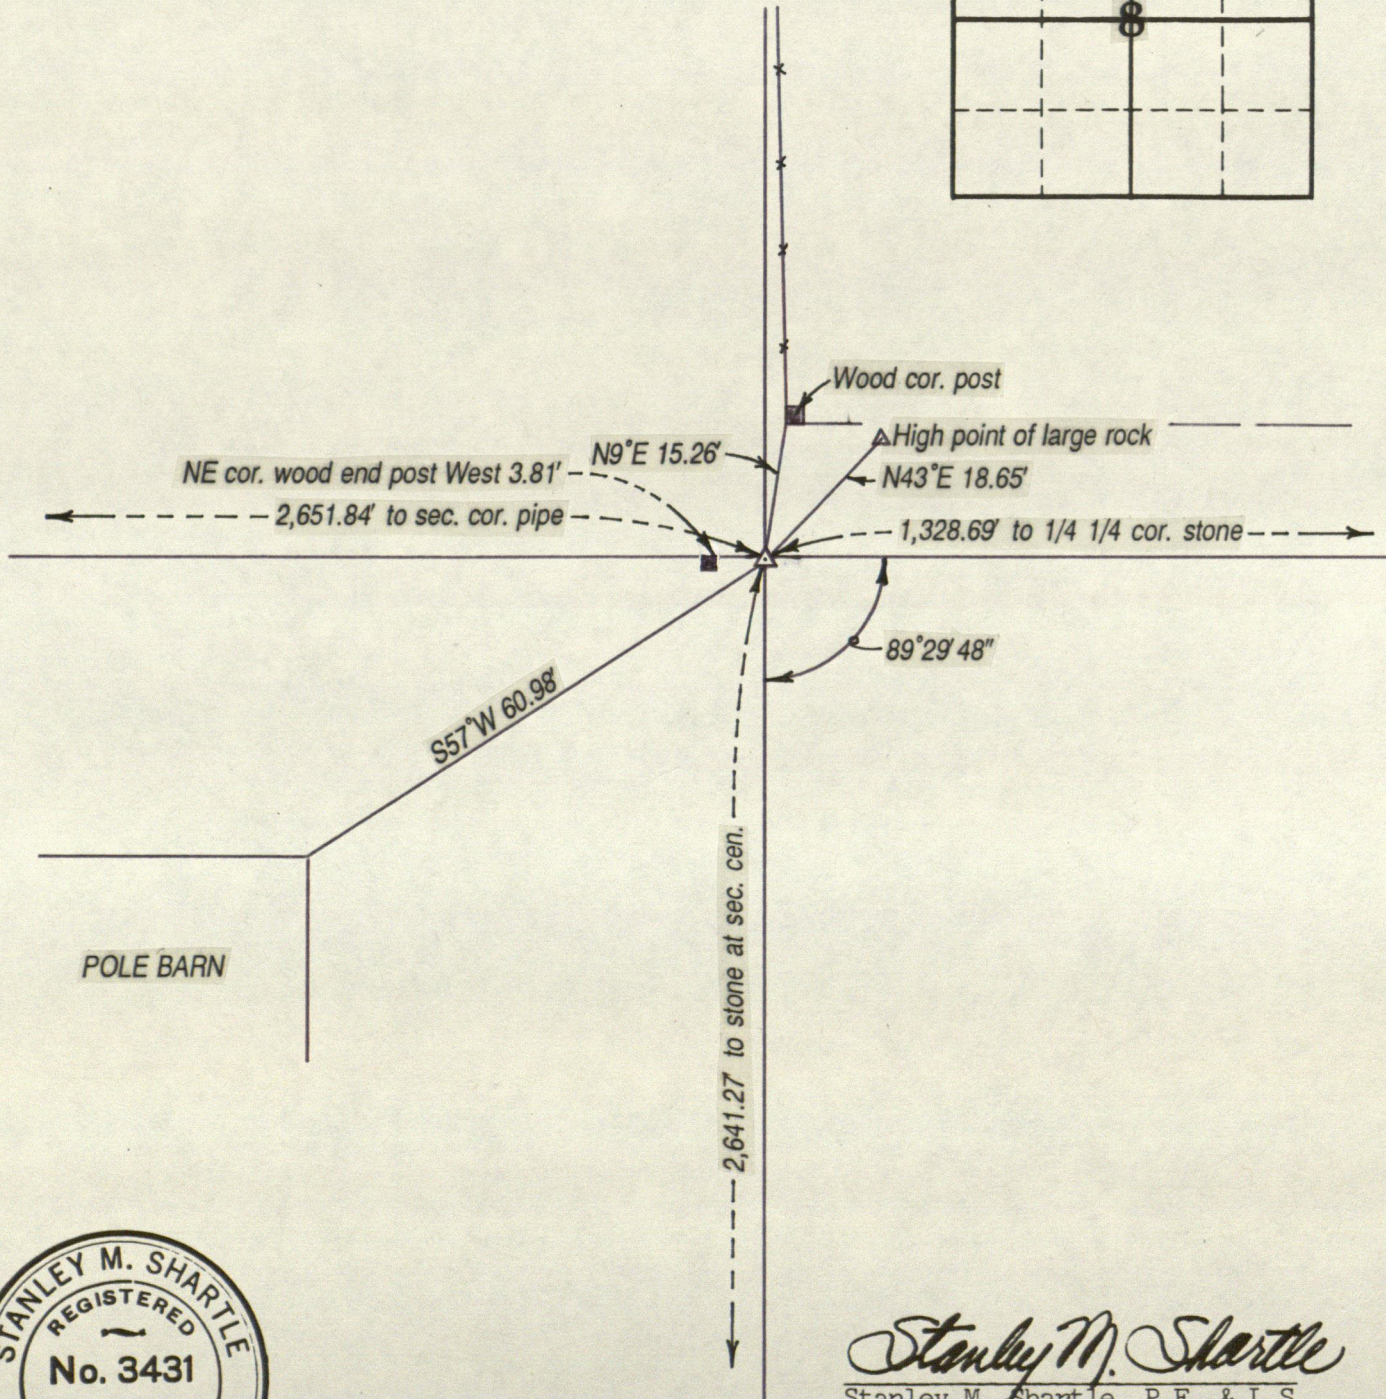 8
Wood cor. post
High point of large rock
N9°E 15.26'
NE cor. wood end post West 3.81'
N43°E 18.65'
2,651.84' to sec. cor. pipe
1,328.69' to 1/4 1/4 cor. stone
89°29'48"
S57°W 60.98'
2,641.27' to stone at sec. cen.
POLE BARN
STANLEY M. SHARTLE
REGISTERED
No. 3431
Stanley M. Shartle
Stanley M. Shartle, P.E. & L.S.